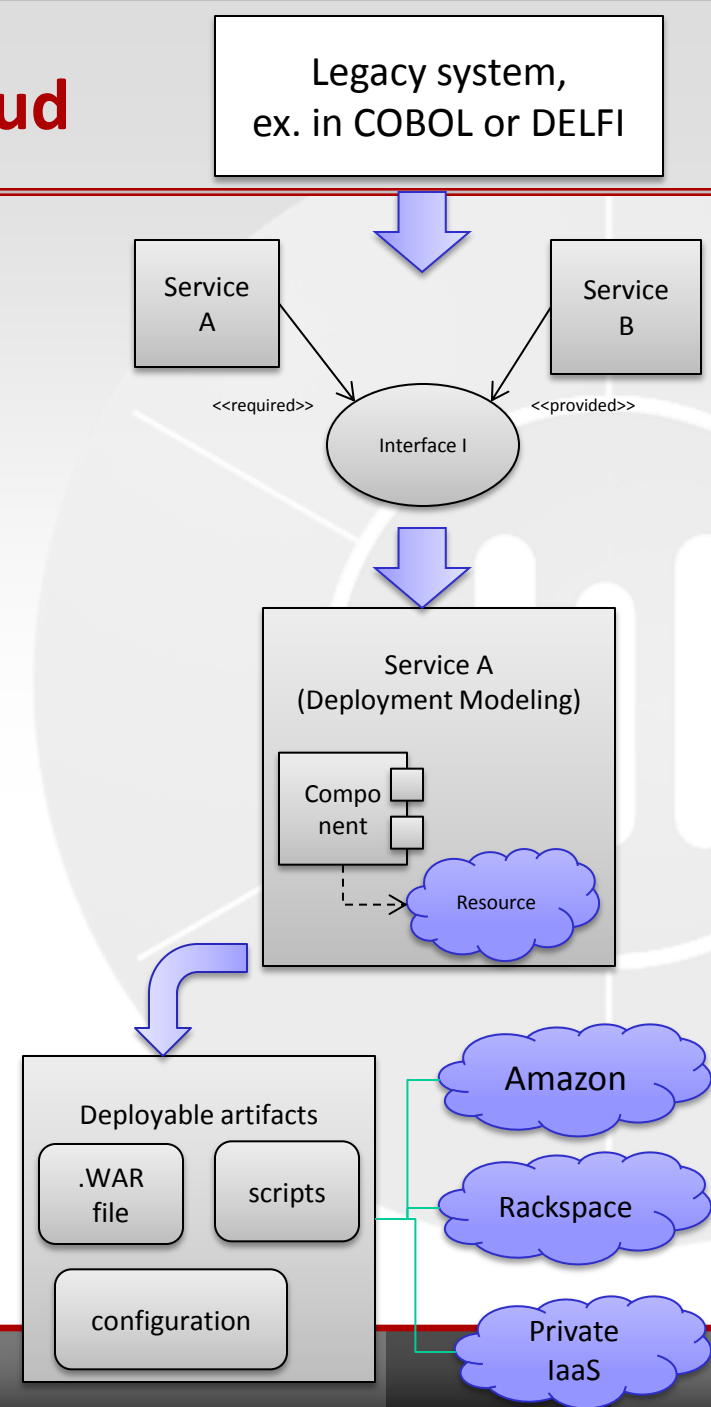 ud
Legacy system,
ex. in COBOL or DELFI
Service
A
Service
B
<<required>>
<<provided>>
Interface I
Service A
(Deployment Modeling)
Compo
nent
Resource
Deployable artifacts
.WAR
file
scripts
configuration
Amazon
Rackspace
Private
IaaS